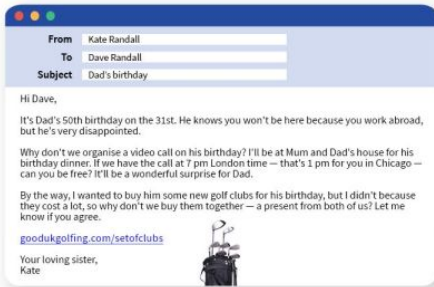 From Kate Randall
To Dave Randall
Subject Dad's birthday
Hi Dave,
It's Dad's 50th birthday on the 31st. He knows you won't be here because you work abroad,
but he's very disappointed.
Why don't we organise a video call on his birthday? I'll be at Mum and Dad's house for his
birthday dinner. If we have the call at 7 pm London time — that's 1 pm for you in Chicago —
can you be free? It'll be a wonderful surprise for Dad.
By the way, I wanted to buy him some new golf clubs for his birthday, but I didn't because
they cost a lot, so why don't we buy them together — a present from both of us? Let me
know if you agree.
goodukgolfing.com/setofclubs
Your loving sister,
Kate